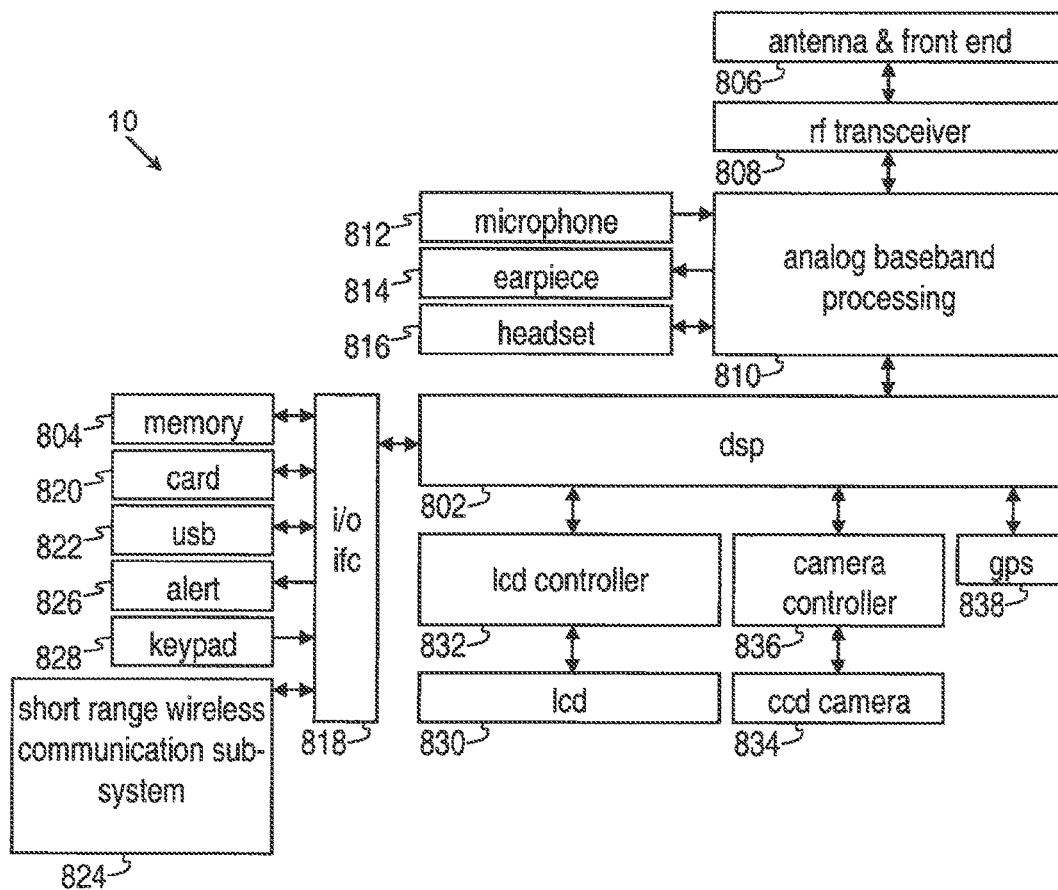 antenna & front end
806
10
rf transceiver
808
microphone
812
analog baseband
processing
earpiece
814
headset
816
810
memory
804
dsp
card
820
802
usb
822
i/o
ifc
lcd controller
camera
controller
gps
alert
826
838
keypad
828
832
836
short range wireless
communication sub-
system
lcd
ccd camera
818
830
834
824